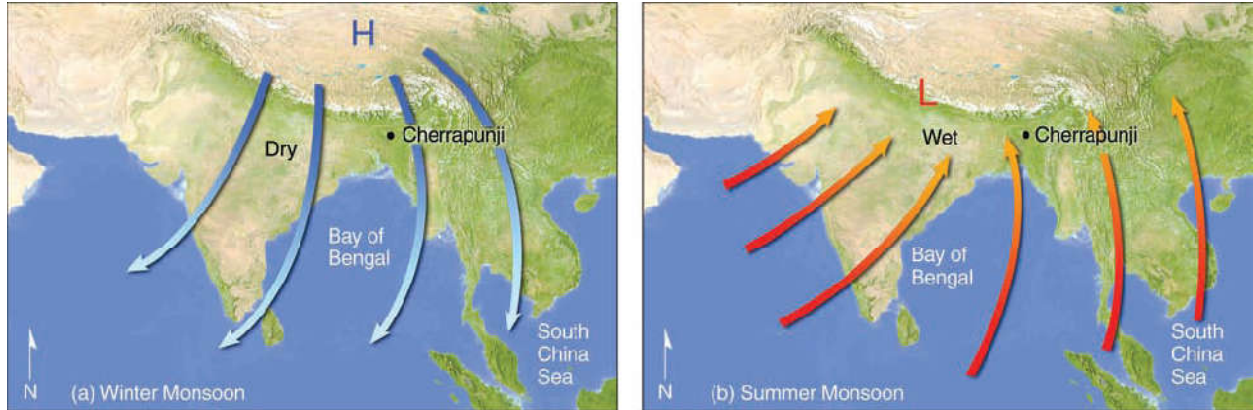 H
Dry
Cherrapunji
Bay of
Bengal
South
China
Sea
N
(a) Winter Monsoon
L
Wet
Cherrapunji
Bay of
Bengal
South
China
Sea
N
(b) Summer Monsoon